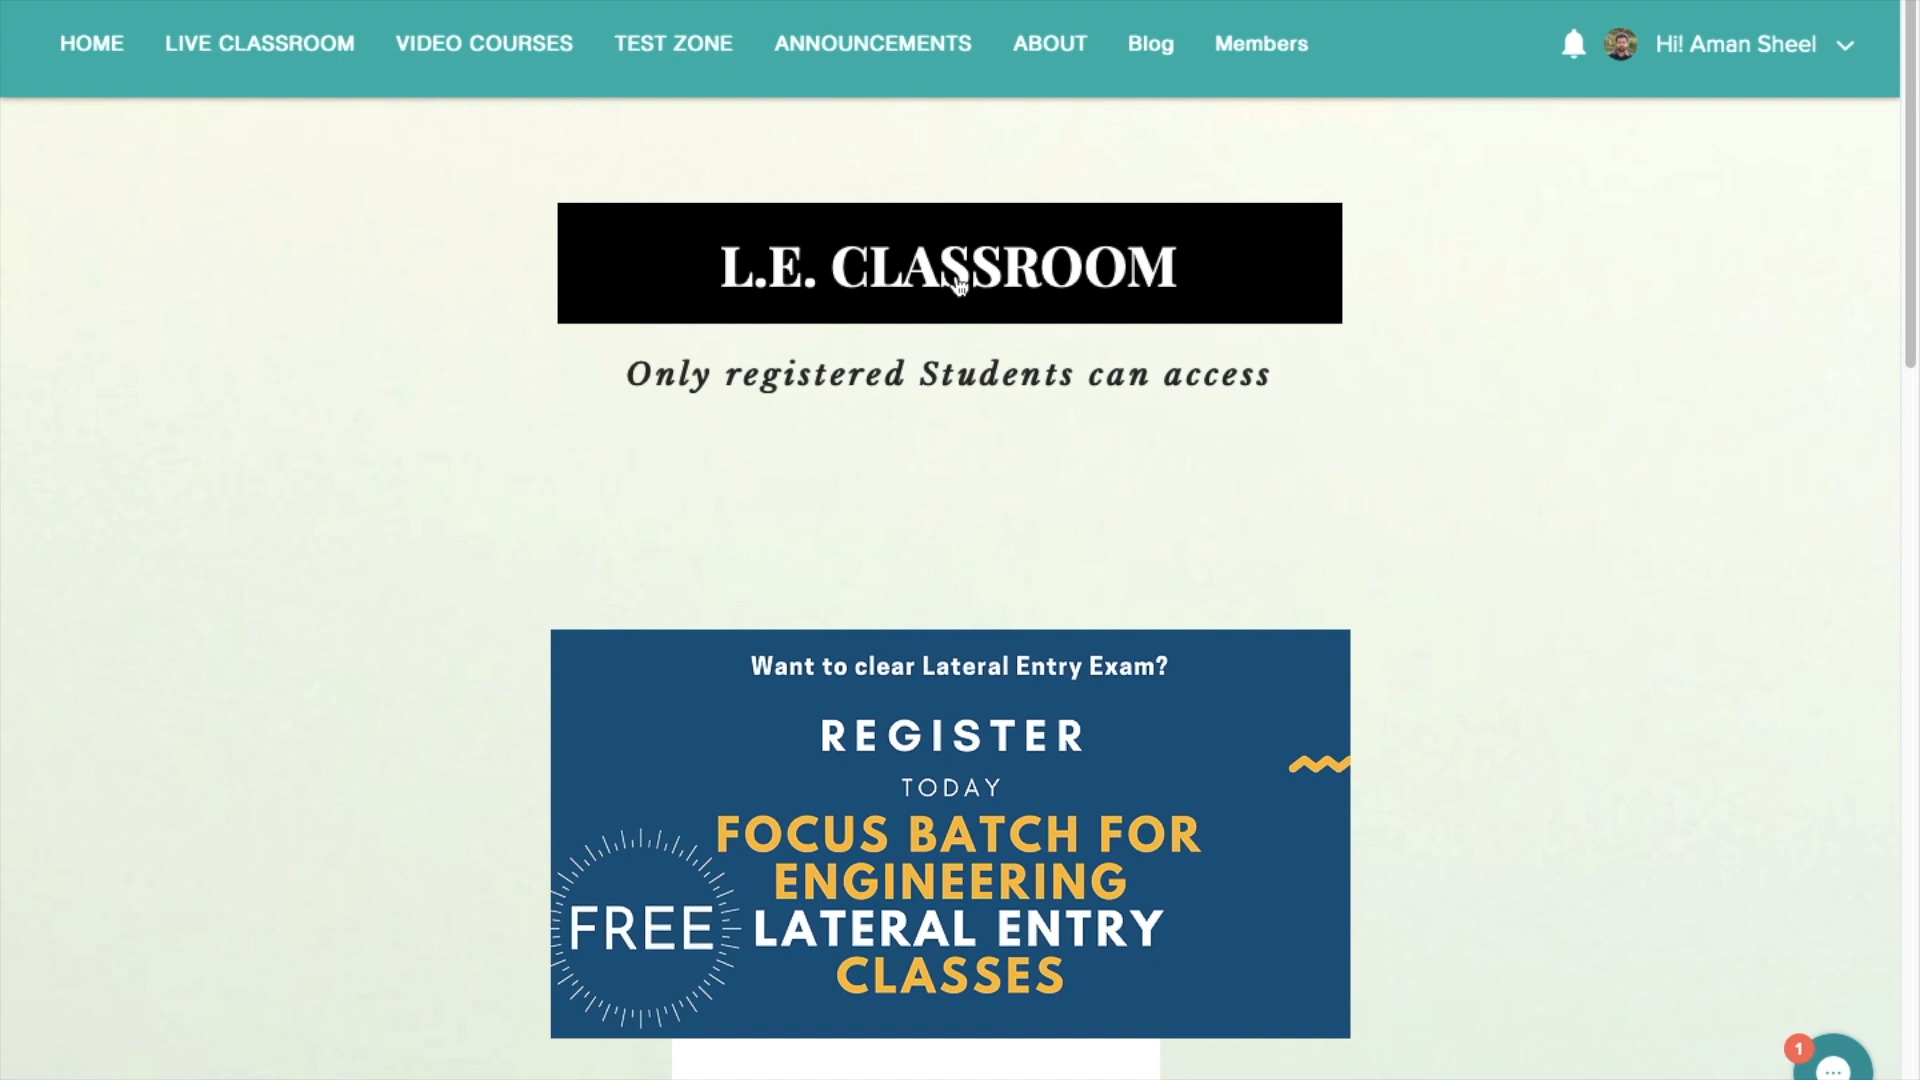 HOME LIVE CLASSROOM VIDEO COURSES TEST ZONE ANNOUNCEMENTS ABOUT Blog Members Hi! Aman Sheel
L.E. CLASSROOM
Only registered Students can access
Want to clear Lateral Entry Exam?
REGISTER
TODAY
FOCUS BATCH FOR
ENGINEERING
FREE LATERAL ENTRY
CLASSES
1